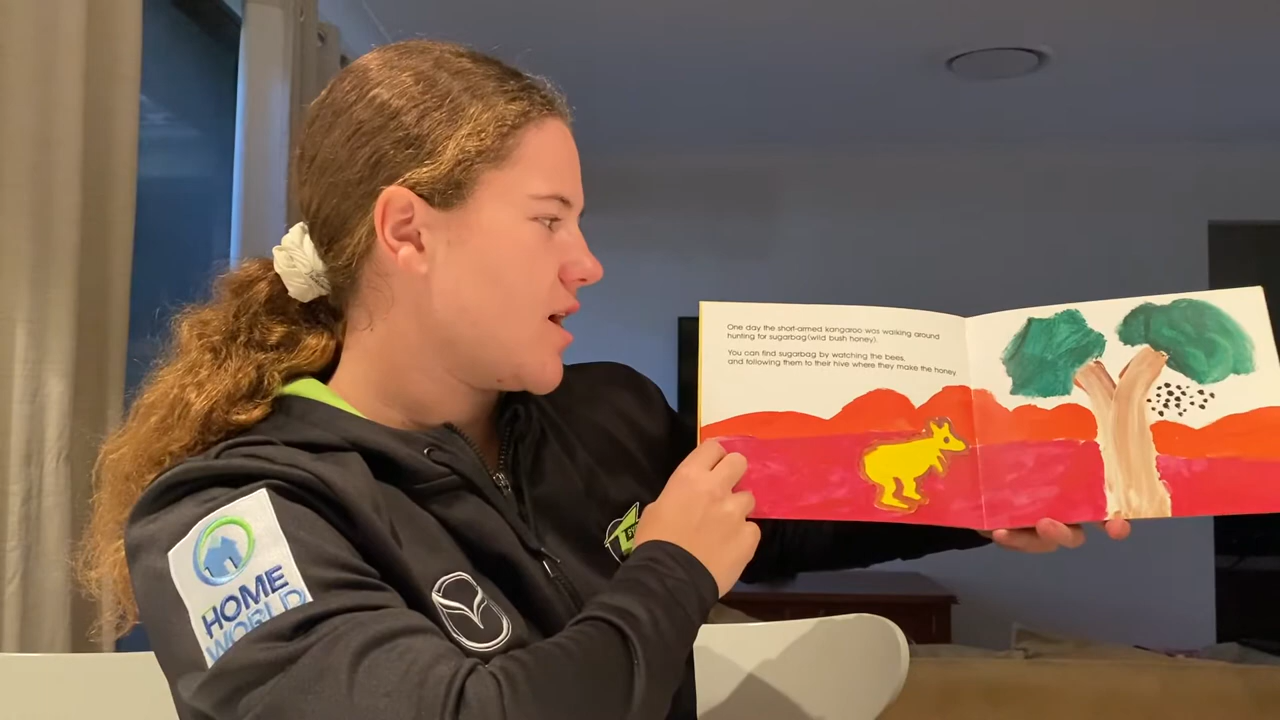 One day the short-armed kangaroo was walking around
hunting for sugarbag(wild bush honey).
You can find sugarbag by watching the bees,
and following them to their hive where they make the honey.
HOME
WORLD